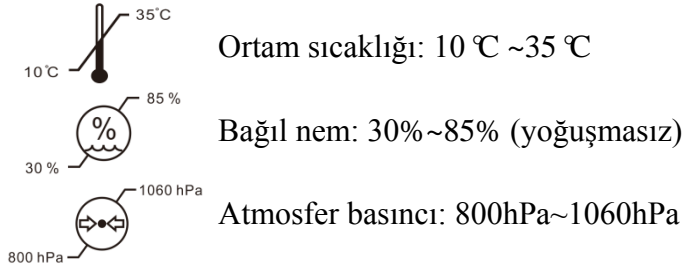 35℃
10℃
Ortam sıcaklığı: 10 ℃ ~35 ℃
85 %
%
30 %
Bağıl nem: 30%~85% (yoğuşmasız)
1060 hPa
800 hPa
Atmosfer basıncı: 800hPa~1060hPa